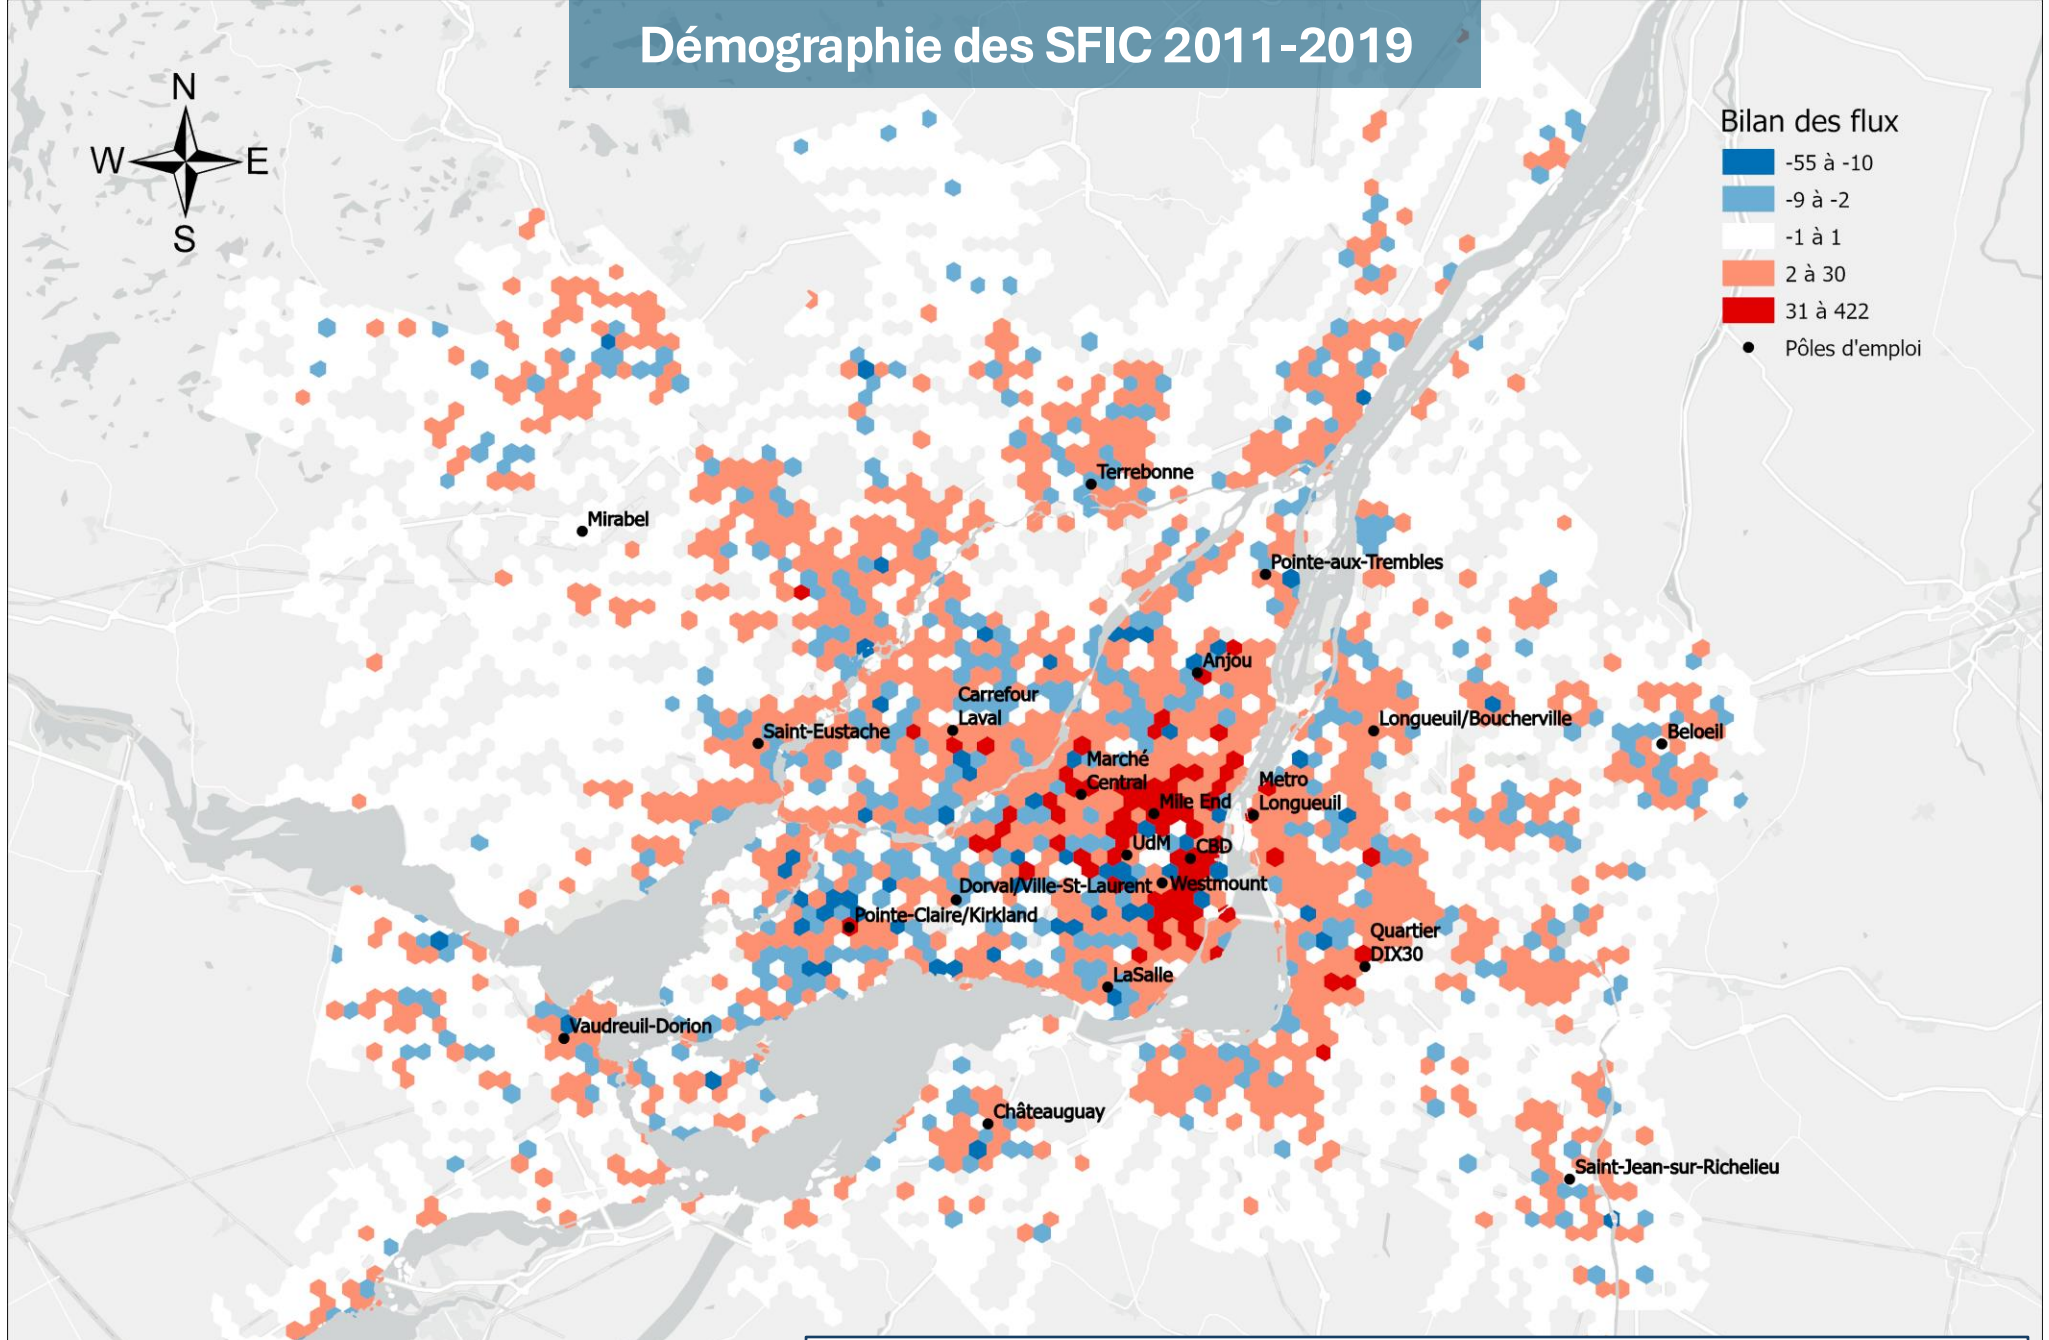 Démographie des SFIC 2011-2019
N
W
E
S
Bilan des flux
-55 à -10
-9 à -2
-1 à 1
2 à 30
31 à 422
Pôles d'emploi
Terrebonne
Mirabel
Pointe-aux-Trembles
Anjou
Carrefour
Laval
Saint-Eustache
Longueuil/Boucherville
Beloeil
Marché
Central
Metro
Longueuil
Mile End
UdM
CBD
Dorval/Ville-St-Laurent
Westmount
Pointe-Claire/Kirkland
Quartier
DIX30
LaSalle
Vaudreuil-Dorion
Châteauguay
Saint-Jean-sur-Richelieu